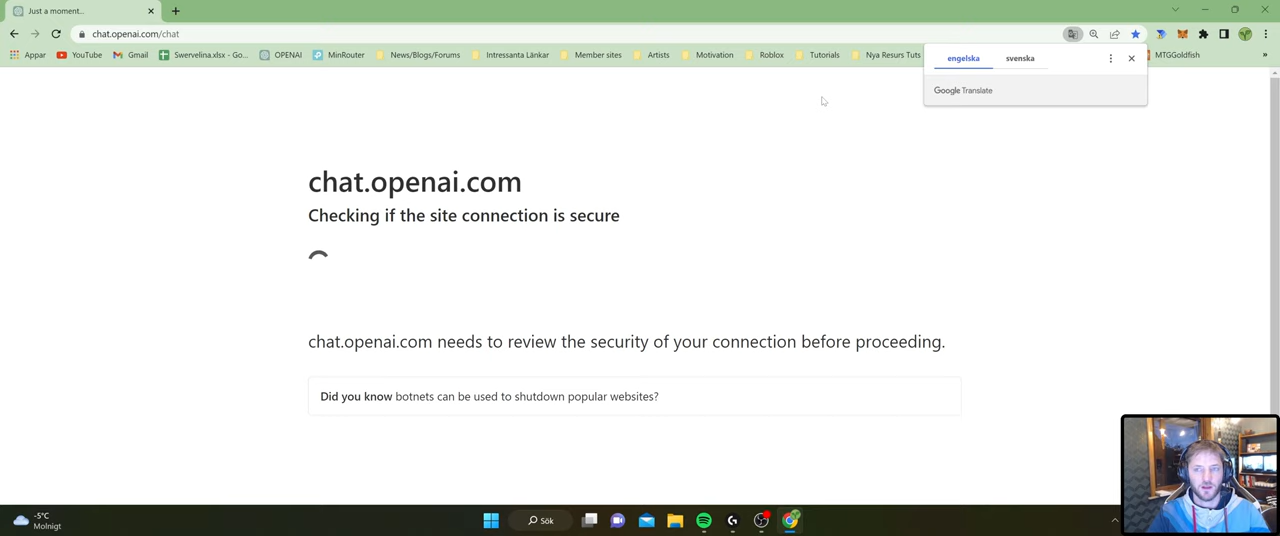 Just a moment...
chat.openai.com/chat
Appar YouTube Gmail Swervelina.xlsx - Go... OPENAI MinRouter News/Blogs/Forums Intressanta Länkar Member sites Artists Motivation Roblox Tutorials Nya Resurs Tuts MTGGoldfish »
engelska svenska
Google Translate
chat.openai.com
Checking if the site connection is secure
chat.openai.com needs to review the security of your connection before proceeding.
Did you know botnets can be used to shutdown popular websites?
-5°C
Molnigt
Sök